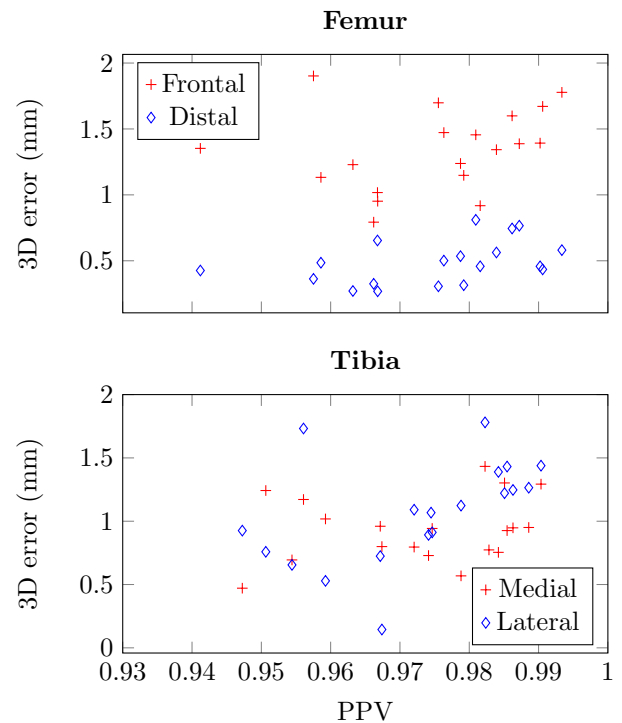 Femur
2
1.5
1
0.5
3D error (mm)
Frontal
Distal
Tibia
2
1.5
1
0.5
0
3D error (mm)
Medial
Lateral
0.93 0.94 0.95 0.96 0.97 0.98 0.99 1
PPV